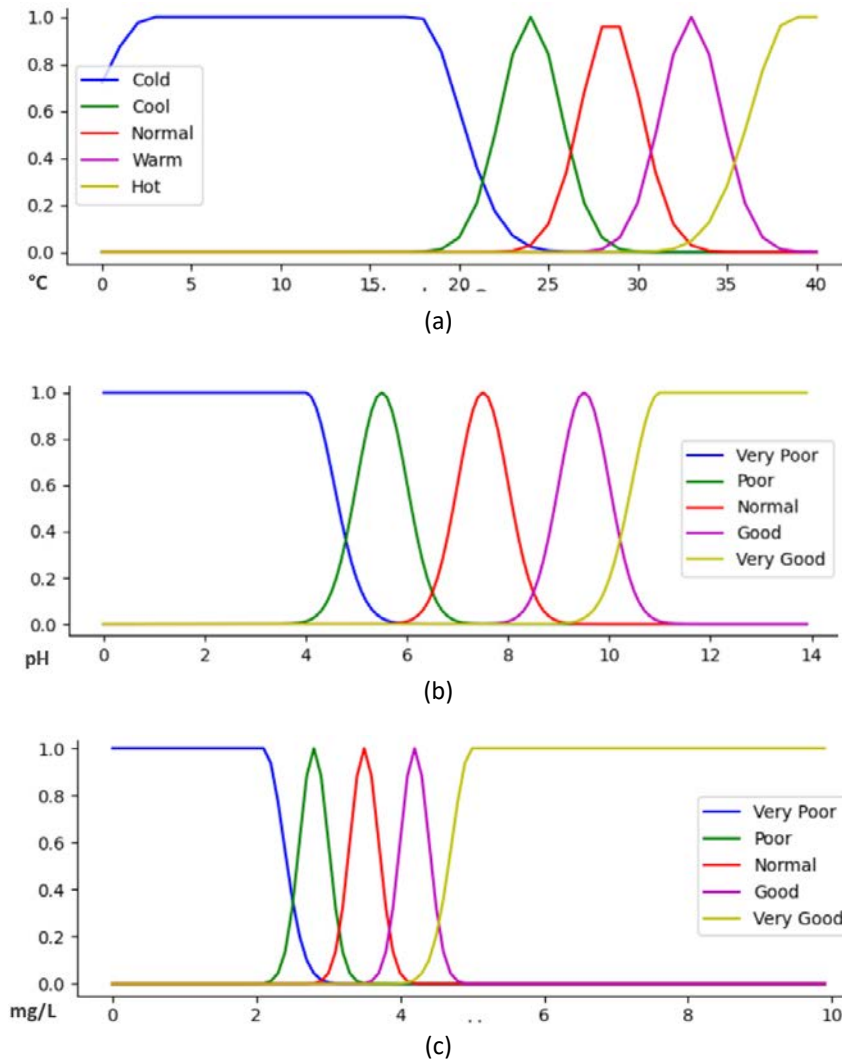 1.0
0.8
0.6
0.4
0.2
0.0
Cold
Cool
Normal
Warm
Hot
°C
0 5 10 15. 20 25 30 35 40
(a)
1.0
0.8
0.6
0.4
0.2
0.0
Very Poor
Poor
Normal
Good
Very Good
pH
0 2 4 6 8 10 12 14
(b)
1.0
0.8
0.6
0.4
0.2
0.0
Very Poor
Poor
Normal
Good
Very Good
mg/L
0 2 4 6 8 10
(c)